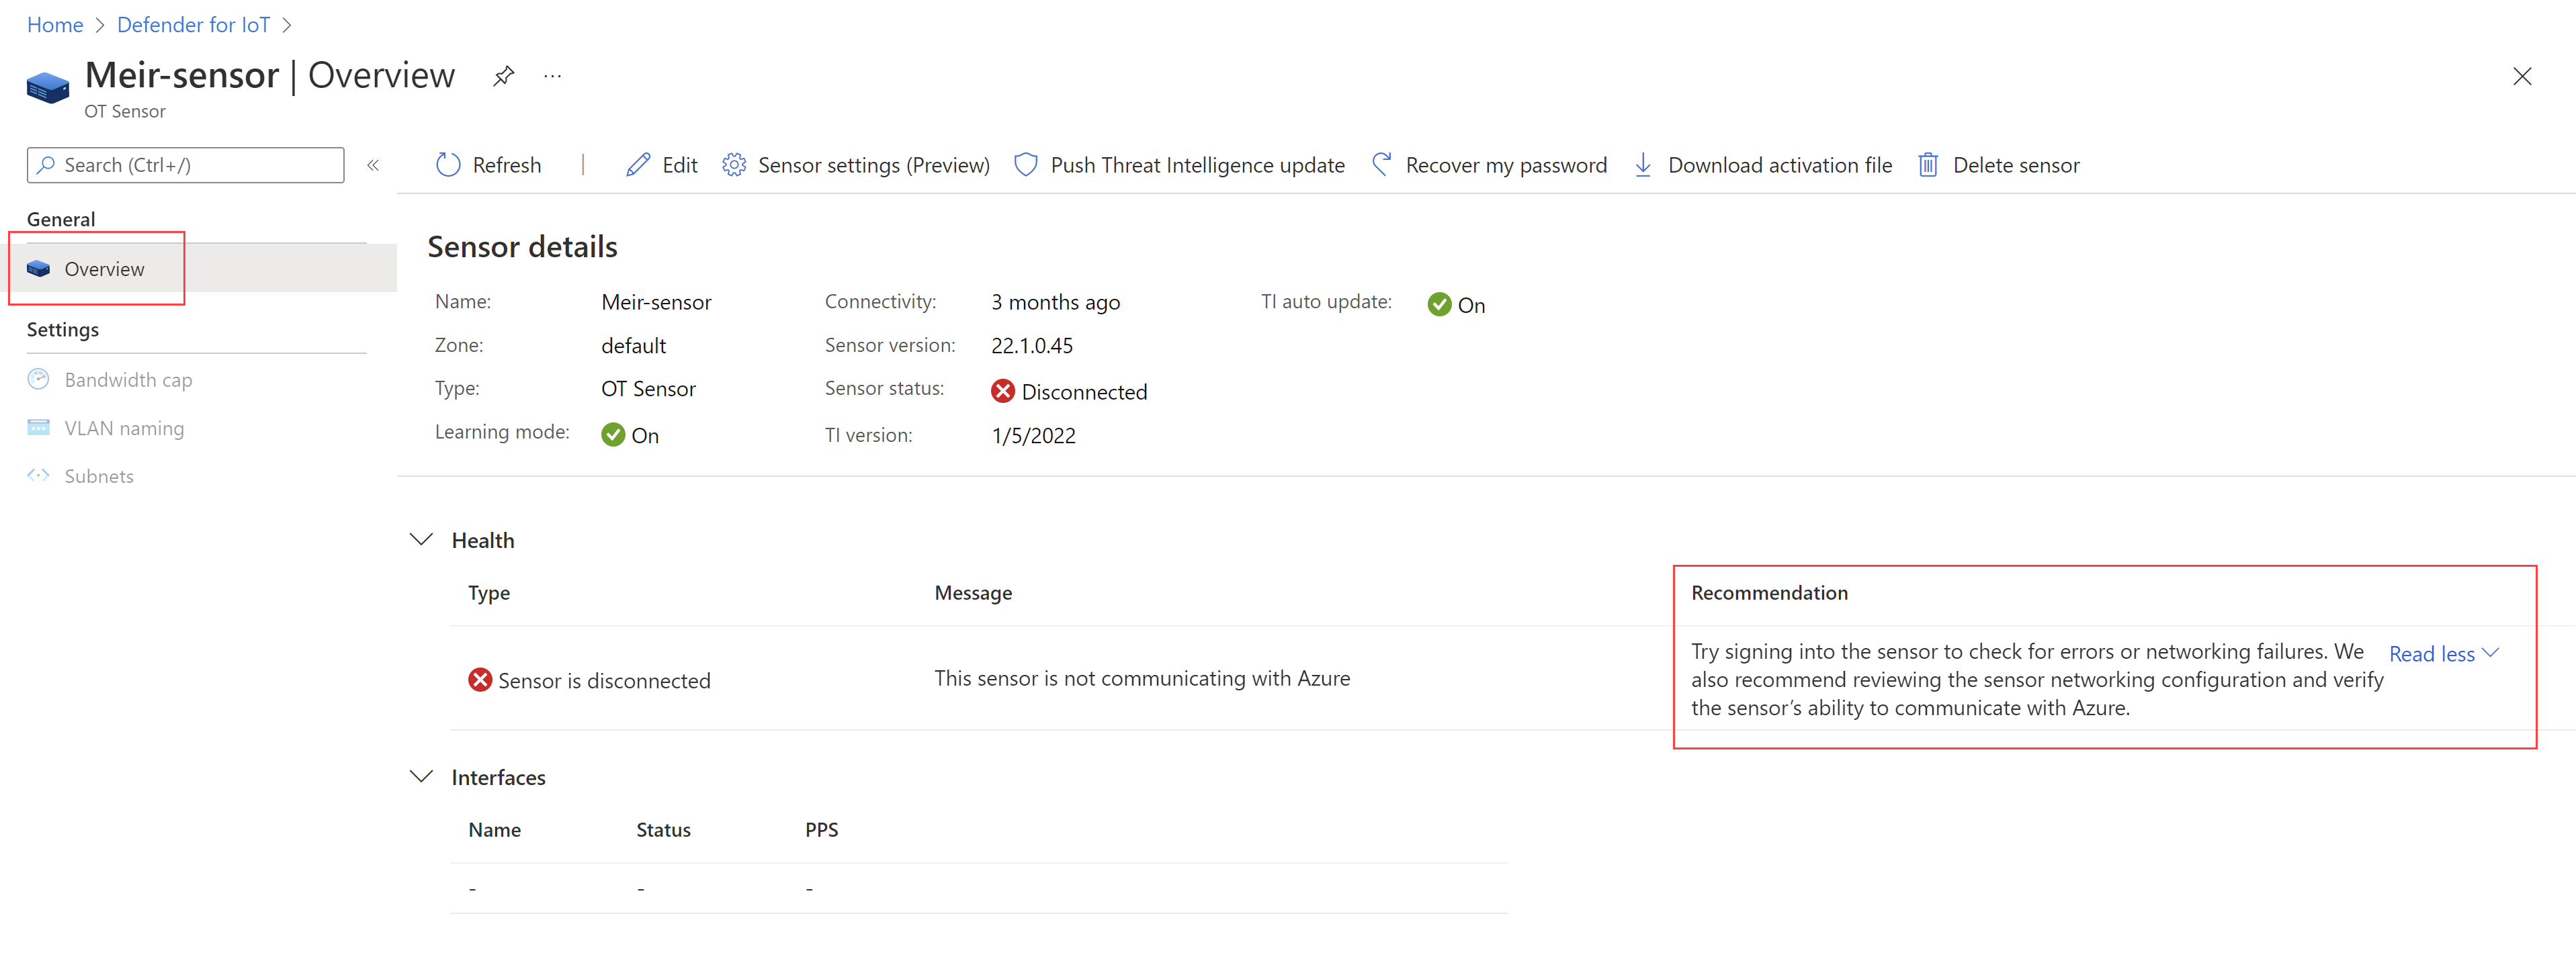 Home > Defender for IoT >
Meir-sensor | Overview ...
OT Sensor
Search (Ctrl+/) «
Refresh | Edit Sensor settings (Preview) Push Threat Intelligence update Recover my password Download activation file Delete sensor
General
Overview
Settings
Bandwidth cap
VLAN naming
Subnets
Sensor details
Name: Meir-sensor Connectivity: 3 months ago TI auto update: On
Zone: default Sensor version: 22.1.0.45
Type: OT Sensor Sensor status: Disconnected
Learning mode: On TI version: 1/5/2022
Health
Type Message Recommendation
Sensor is disconnected This sensor is not communicating with Azure
Try signing into the sensor to check for errors or networking failures. We
also recommend reviewing the sensor networking configuration and verify
the sensor's ability to communicate with Azure.
Read less
Interfaces
Name Status PPS
- - -